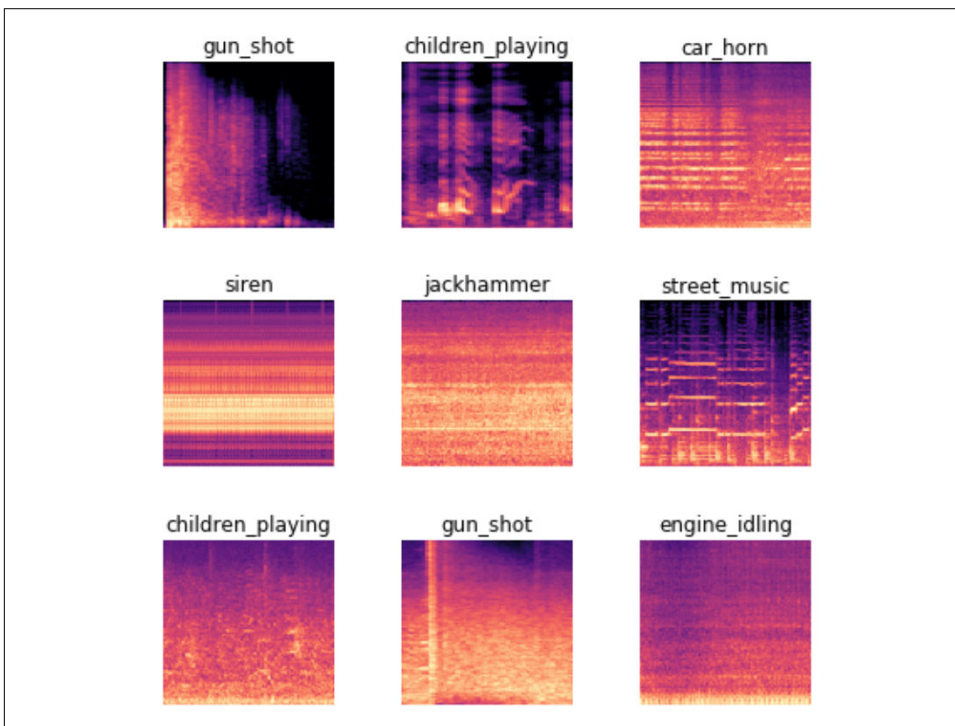 gun_shot children_playing car_horn
siren jackhammer street_music
children_playing gun_shot engine_idling